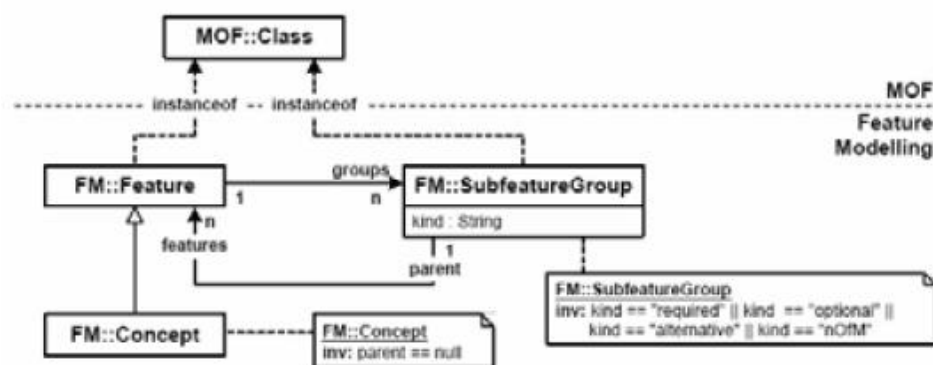 MOF::Class
instanceof
instanceof
MOF
Feature
Modelling
FM::Feature
groups
1
n
FM::SubfeatureGroup
kind : String
n
features
1
parent
FM::Concept
FM::Concept
inv: parent == null
FM::SubfeatureGroup
inv: kind == "required" || kind == "optional" ||
kind == "alternative" || kind == "nOfM"